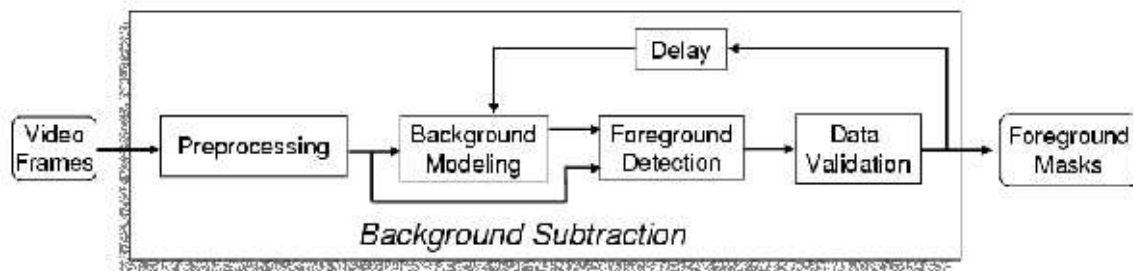 Delay
Video
Frames
Preprocessing
Background
Modeling
Foreground
Detection
Data
Validation
Foreground
Masks
Background Subtraction